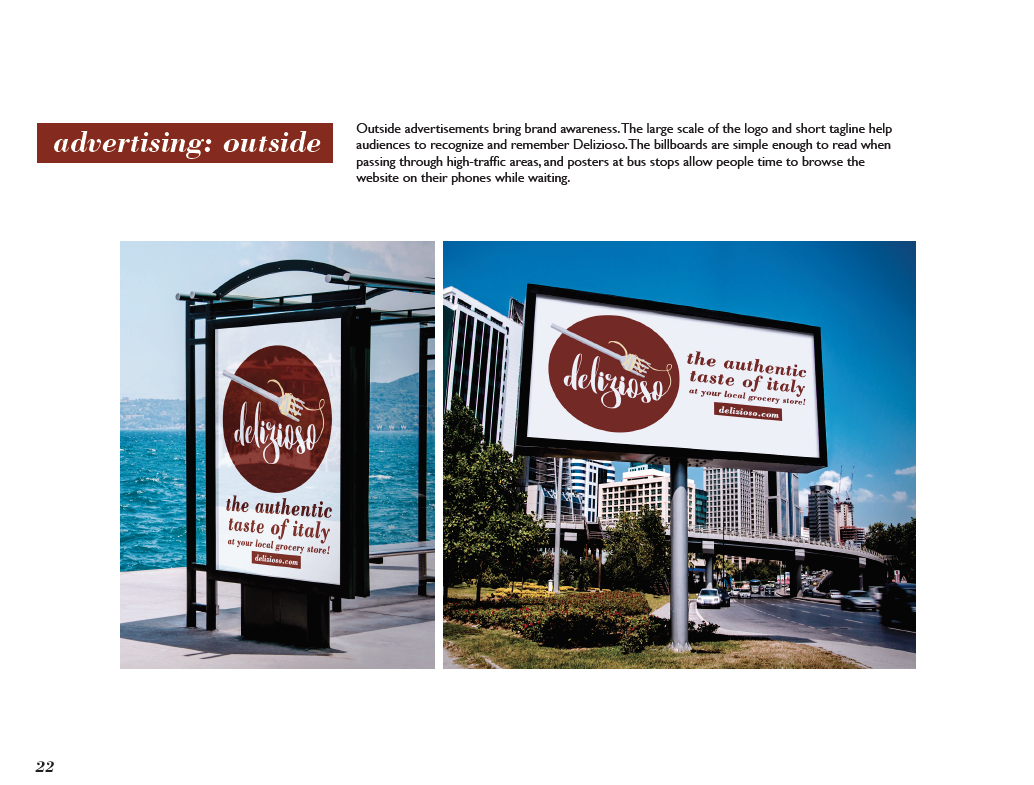 advertising: outside
Outside advertisements bring brand awareness. The large scale of the logo and short tagline help
audiences to recognize and remember Delizioso. The billboards are simple enough to read when
passing through high-traffic areas, and posters at bus stops allow people time to browse the
website on their phones while waiting.
delizioso
the authentic
taste of italy
at your local grocery store!
delizioso.com
delizioso
the authentic
taste of italy
at your local grocery store!
delizioso.com
22